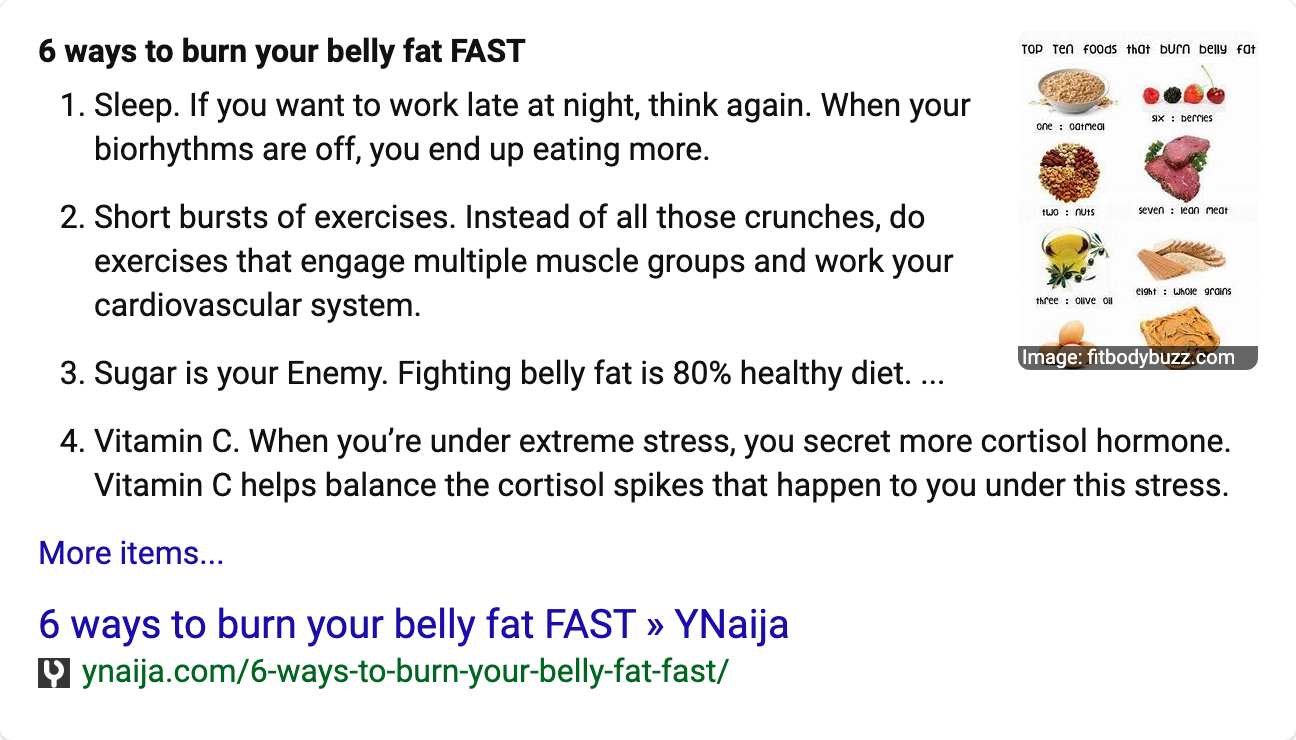 6 ways to burn your belly fat FAST
1. Sleep. If you want to work late at night, think again. When your
biorhythms are off, you end up eating more.
2. Short bursts of exercises. Instead of all those crunches, do
exercises that engage multiple muscle groups and work your
cardiovascular system.
3. Sugar is your Enemy. Fighting belly fat is 80% healthy diet. ...
4. Vitamin C. When you’re under extreme stress, you secret more cortisol hormone.
Vitamin C helps balance the cortisol spikes that happen to you under this stress.
More items...
6 ways to burn your belly fat FAST » YNaija
ynaija.com/6-ways-to-burn-your-belly-fat-fast/
TOP Ten foods that burn belly fat
one : oatmeal
six : berries
two : nuts
seven : lean meat
three : olive oil
eight : whole grains
Image: fitbodybuzz.com